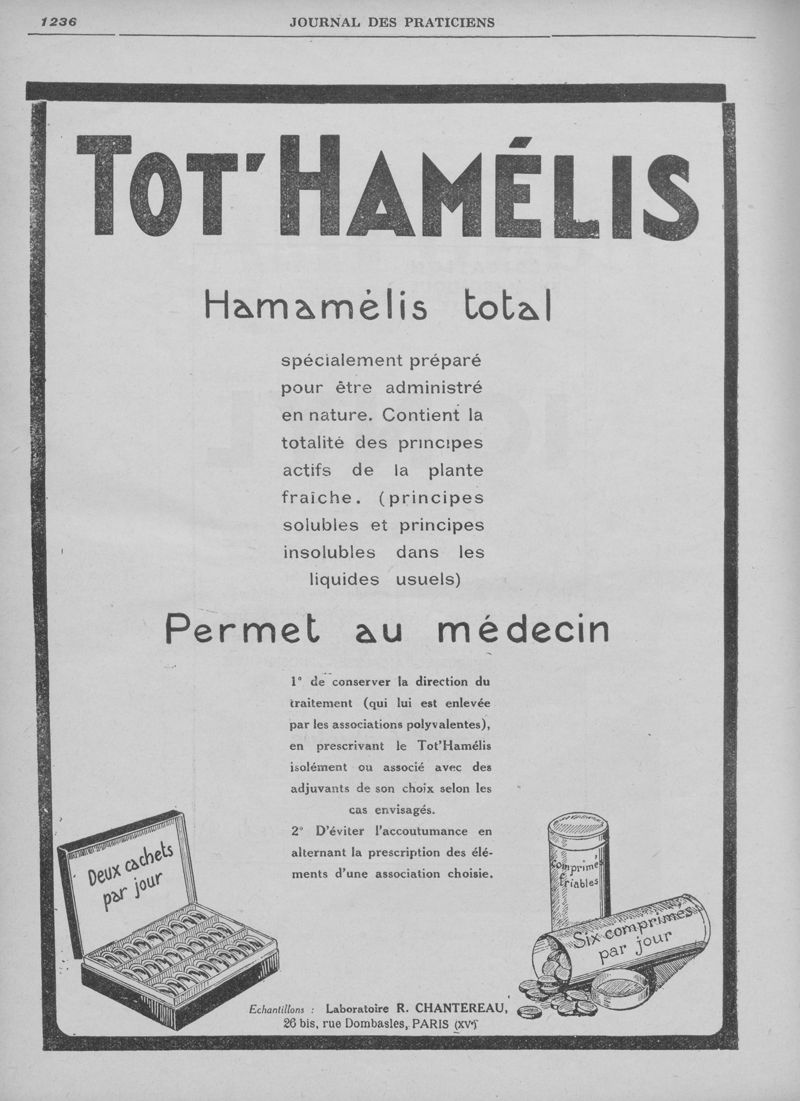 1236
JOURNAL DES PRATICIENS
TOT'HAMÉLIS
Hamamélis total
spécialement préparé
pour être administré
en nature. Contient la
totalité des principes
actifs de la plante
fraîche. (principes
solubles et principes
insolubles dans les
liquides usuels)
Permet au médecin
1° de conserver la direction du
traitement (qui lui est enlevée
par les associations polyvalentes),
en prescrivant le Tot'Hamélis
isolément ou associé avec des
adjuvants de son choix selon les
cas envisagés.
2° D'éviter l'accoutumance en
alternant la prescription des élé-
ments d'une association choisie.
Deux cachets
par jour
Comprimés
friables
Six comprimés
par jour
Echantillons : Laboratoire R. CHANTEREAU,
26 bis, rue Dombasles, PARIS (XVe)